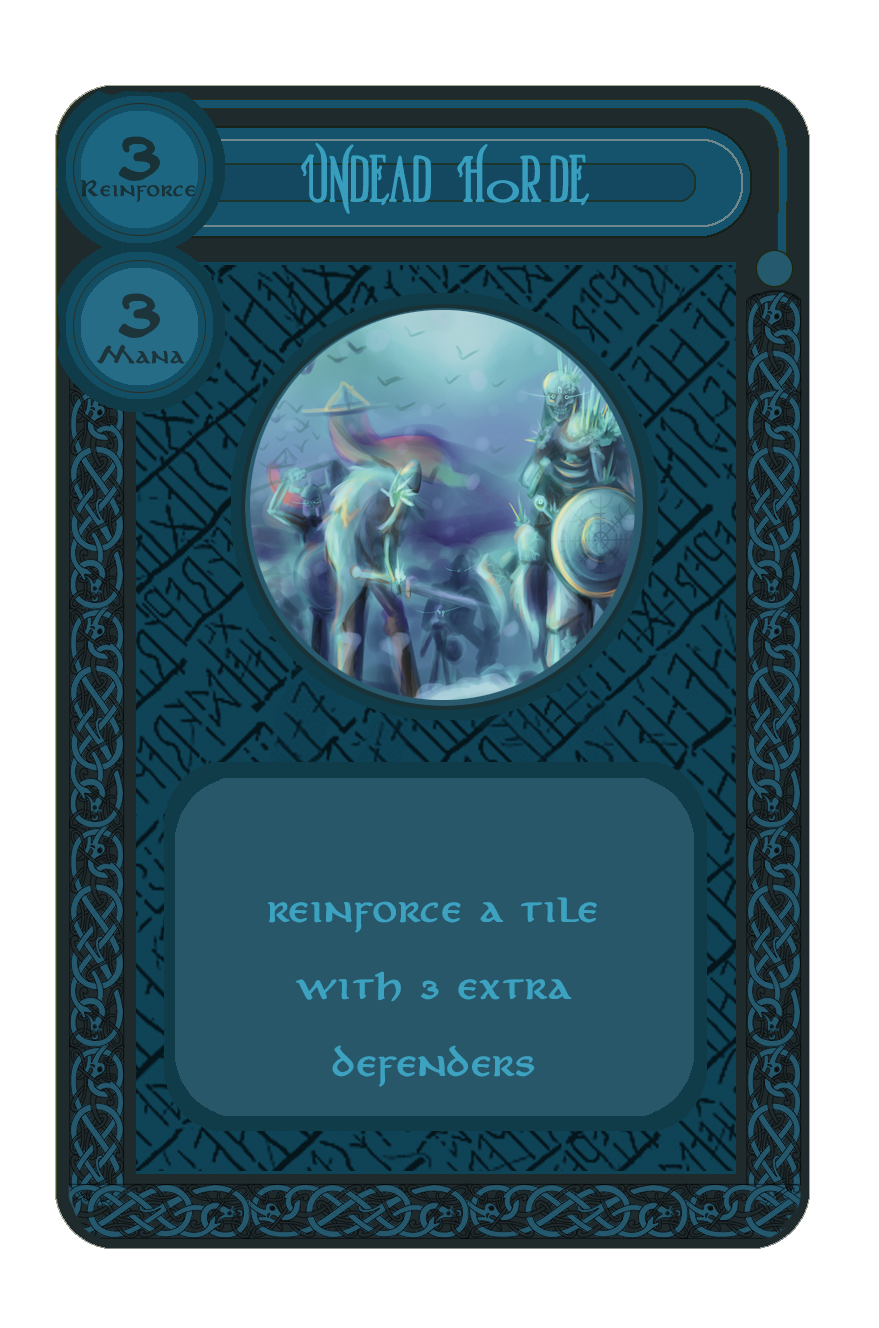 3
Reinforce
Undead Horde
3
Mana
Reinforce a tile
with 3 extra
defenders